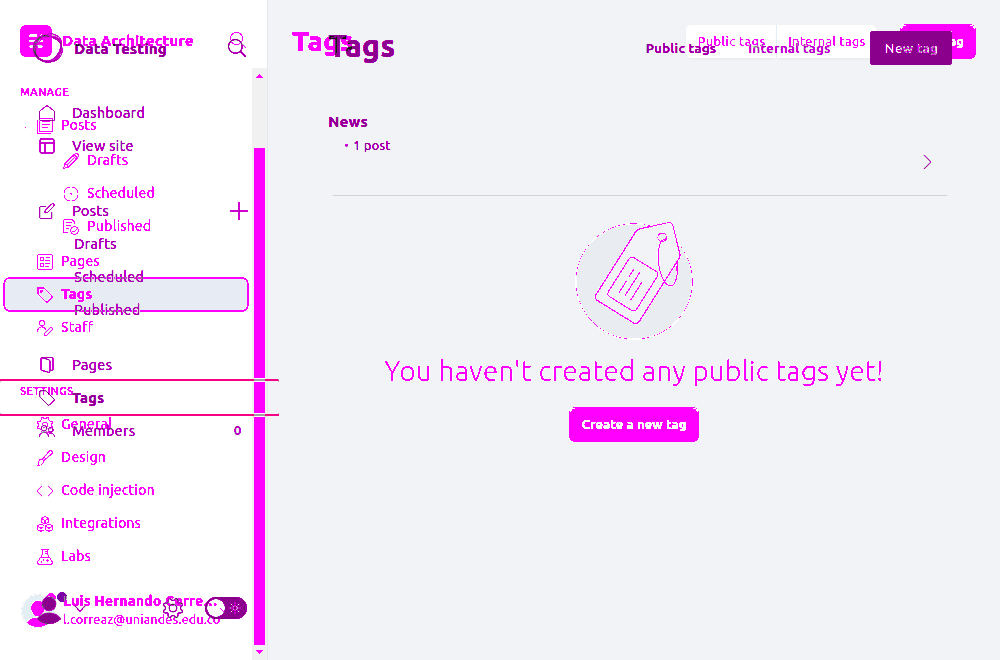 Data Architecture
Data Testing
MANAGE
Dashboard
Posts
View site
Drafts
Scheduled
Posts
Published
Drafts
Pages
Scheduled
Tags
Published
Staff
Pages
SETTINGS
Tags
General
Members 0
Design
Code injection
Integrations
Labs
Luis Hernando Corre...
l.correaz@uniandes.edu.co
Tags
Tags
Public tags Internal tags
Public tags Internal tags New tag
News
• 1 post
You haven't created any public tags yet!
Create a new tag